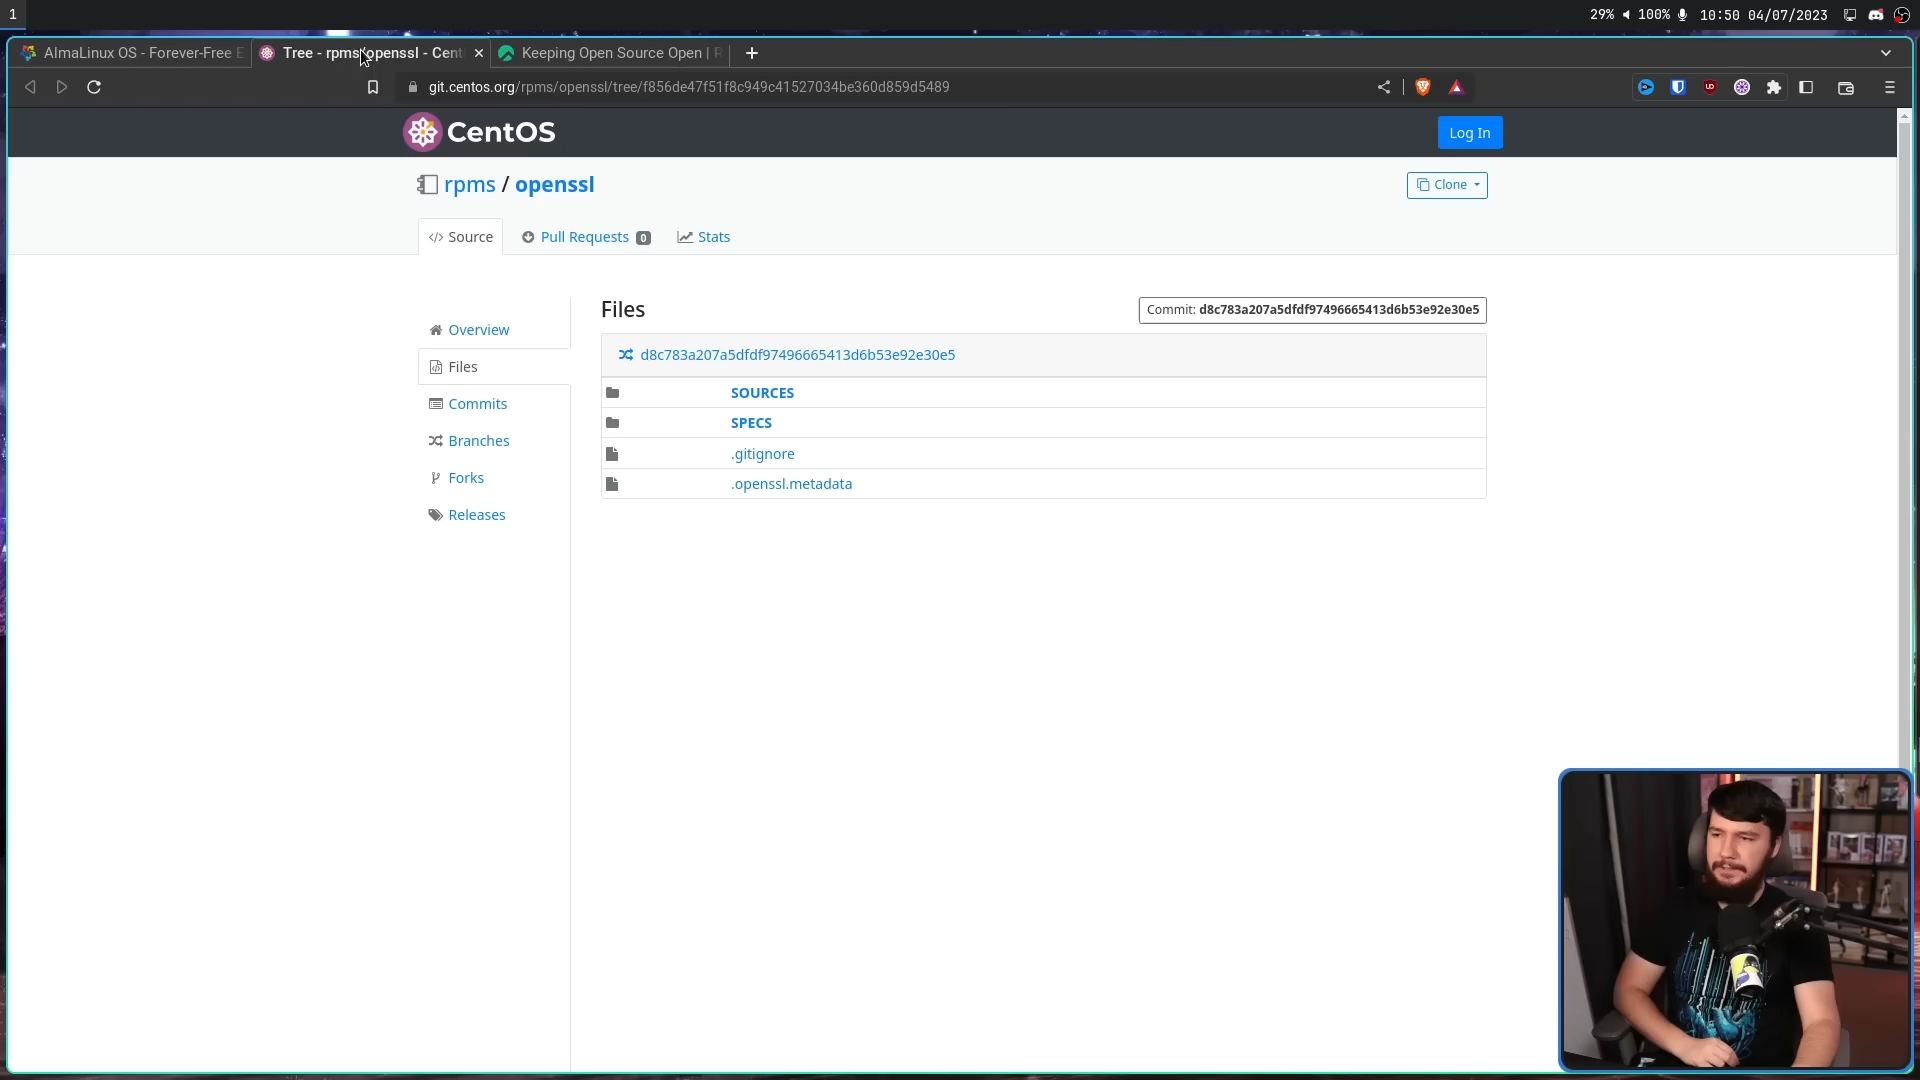 1
29% 100% 10:50 04/07/2023
AlmaLinux OS - Forever-Free E
Tree - rpms/openssl - Cent
Keeping Open Source Open | R
git.centos.org/rpms/openssl/tree/f856de47f51f8c949c41527034be360d859d5489
CentOS
Log In
rpms / openssl
Clone
Source
Pull Requests 0
Stats
Overview
Files
Commits
Branches
Forks
Releases
Files
Commit: d8c783a207a5dfdf97496665413d6b53e92e30e5
d8c783a207a5dfdf97496665413d6b53e92e30e5
SOURCES
SPECS
.gitignore
.openssl.metadata